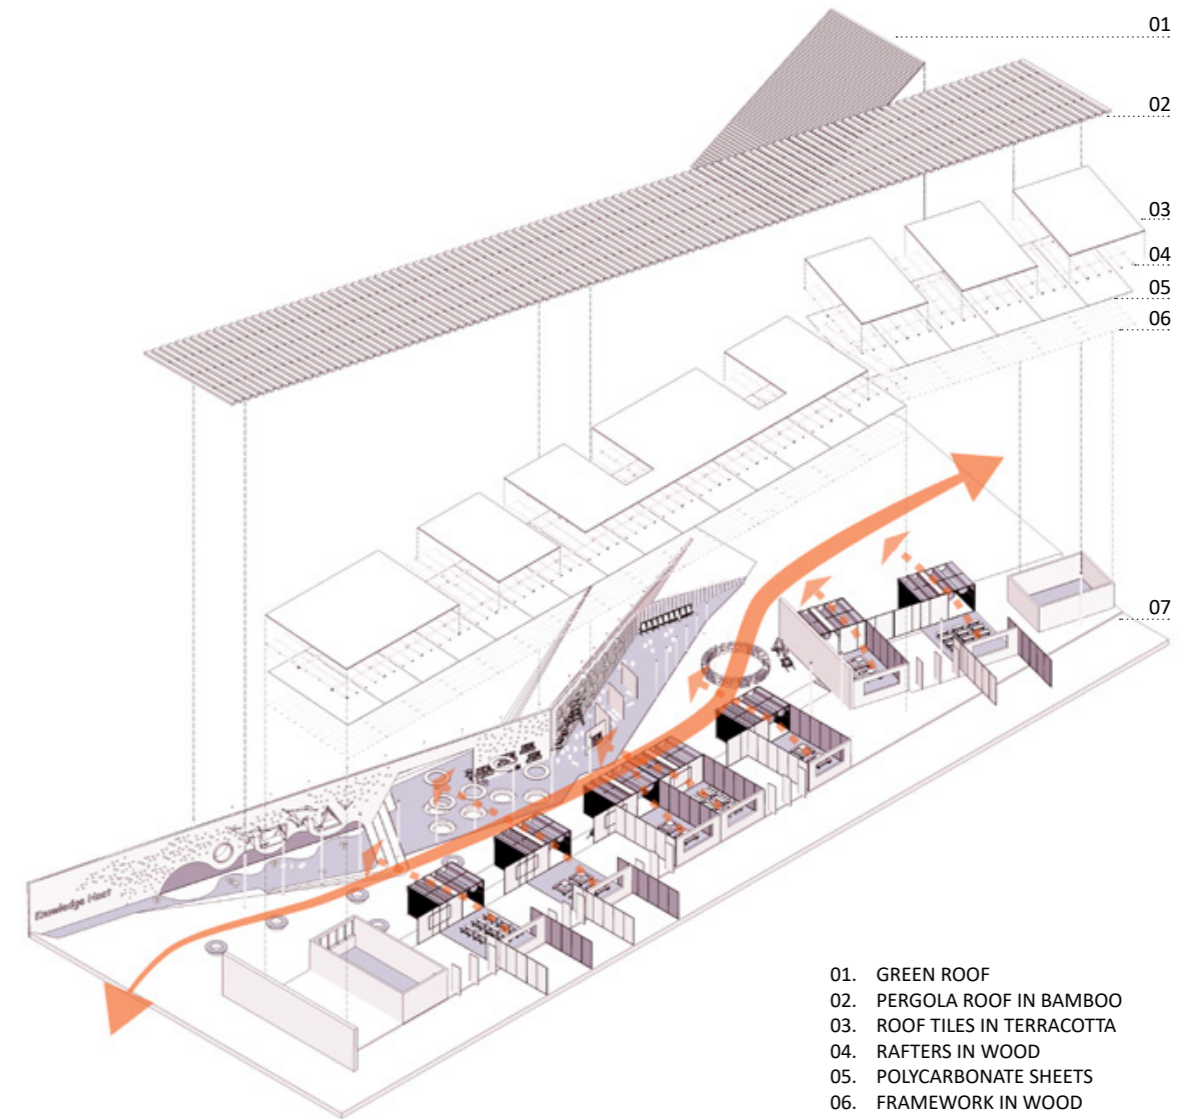 01
02
03
04
05
06
07
Knowledge Host
01. GREEN ROOF
02. PERGOLA ROOF IN BAMBOO
03. ROOF TILES IN TERRACOTTA
04. RAFTERS IN WOOD
05. POLYCARBONATE SHEETS
06. FRAMEWORK IN WOOD